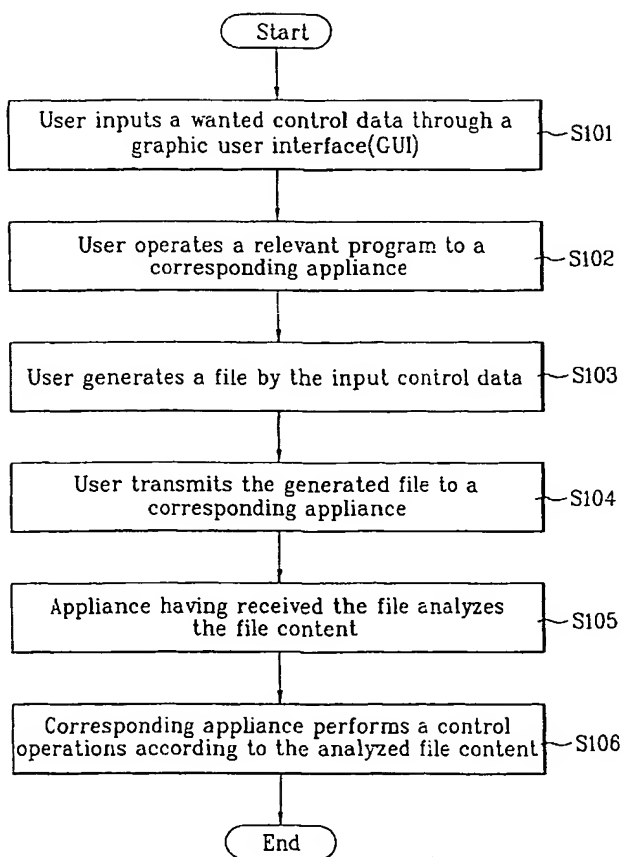 Start
User inputs a wanted control data through a
graphic user interface(GUI)
S101
User operates a relevant program to a
corresponding appliance
S102
User generates a file by the input control data
S103
User transmits the generated file to a
corresponding appliance
S104
Appliance having received the file analyzes
the file content
S105
Corresponding appliance performs a control
operations according to the analyzed file content
S106
End